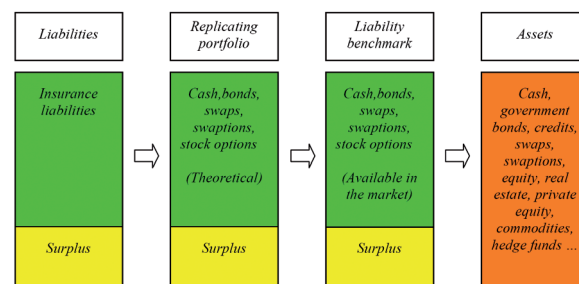 Liabilities
Replicating
portfolio
Liability
benchmark
Assets
Insurance
liabilities
Surplus
Cash,bonds,
swaps,
swaptions,
stock options
(Theoretical)
Surplus
Cash,bonds,
swaps,
swaptions,
stock options
(Available in
the market)
Surplus
Cash,
government
bonds, credits,
swaps,
swaptions,
equity, real
estate, private
equity,
commodities,
hedge funds ...